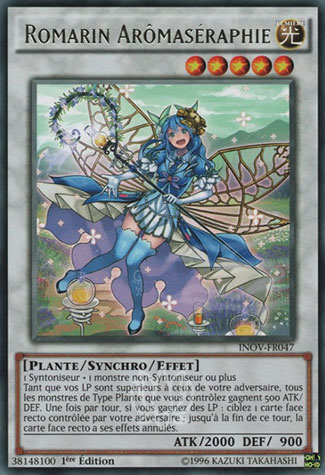 Romarin Arômaséraphie
LUMIÈRE
光
INOV-FR047
[Plante/Synchro/Effet]
1 Syntoniseur + 1 monstre non-Syntoniseur ou plus
Tant que vos LP sont supérieurs à ceux de votre adversaire, tous
les monstres de Type Plante que vous contrôlez gagnent 500 ATK/
DEF. Une fois par tour, si vous gagnez des LP : ciblez 1 carte face
recto contrôlée par votre adversaire ; jusqu'à la fin de ce tour, la
carte face recto a ses effets annulés.
ATK/2000 DEF/ 900
38148100 1ère Édition ©1996 KAZUKI TAKAHASHI